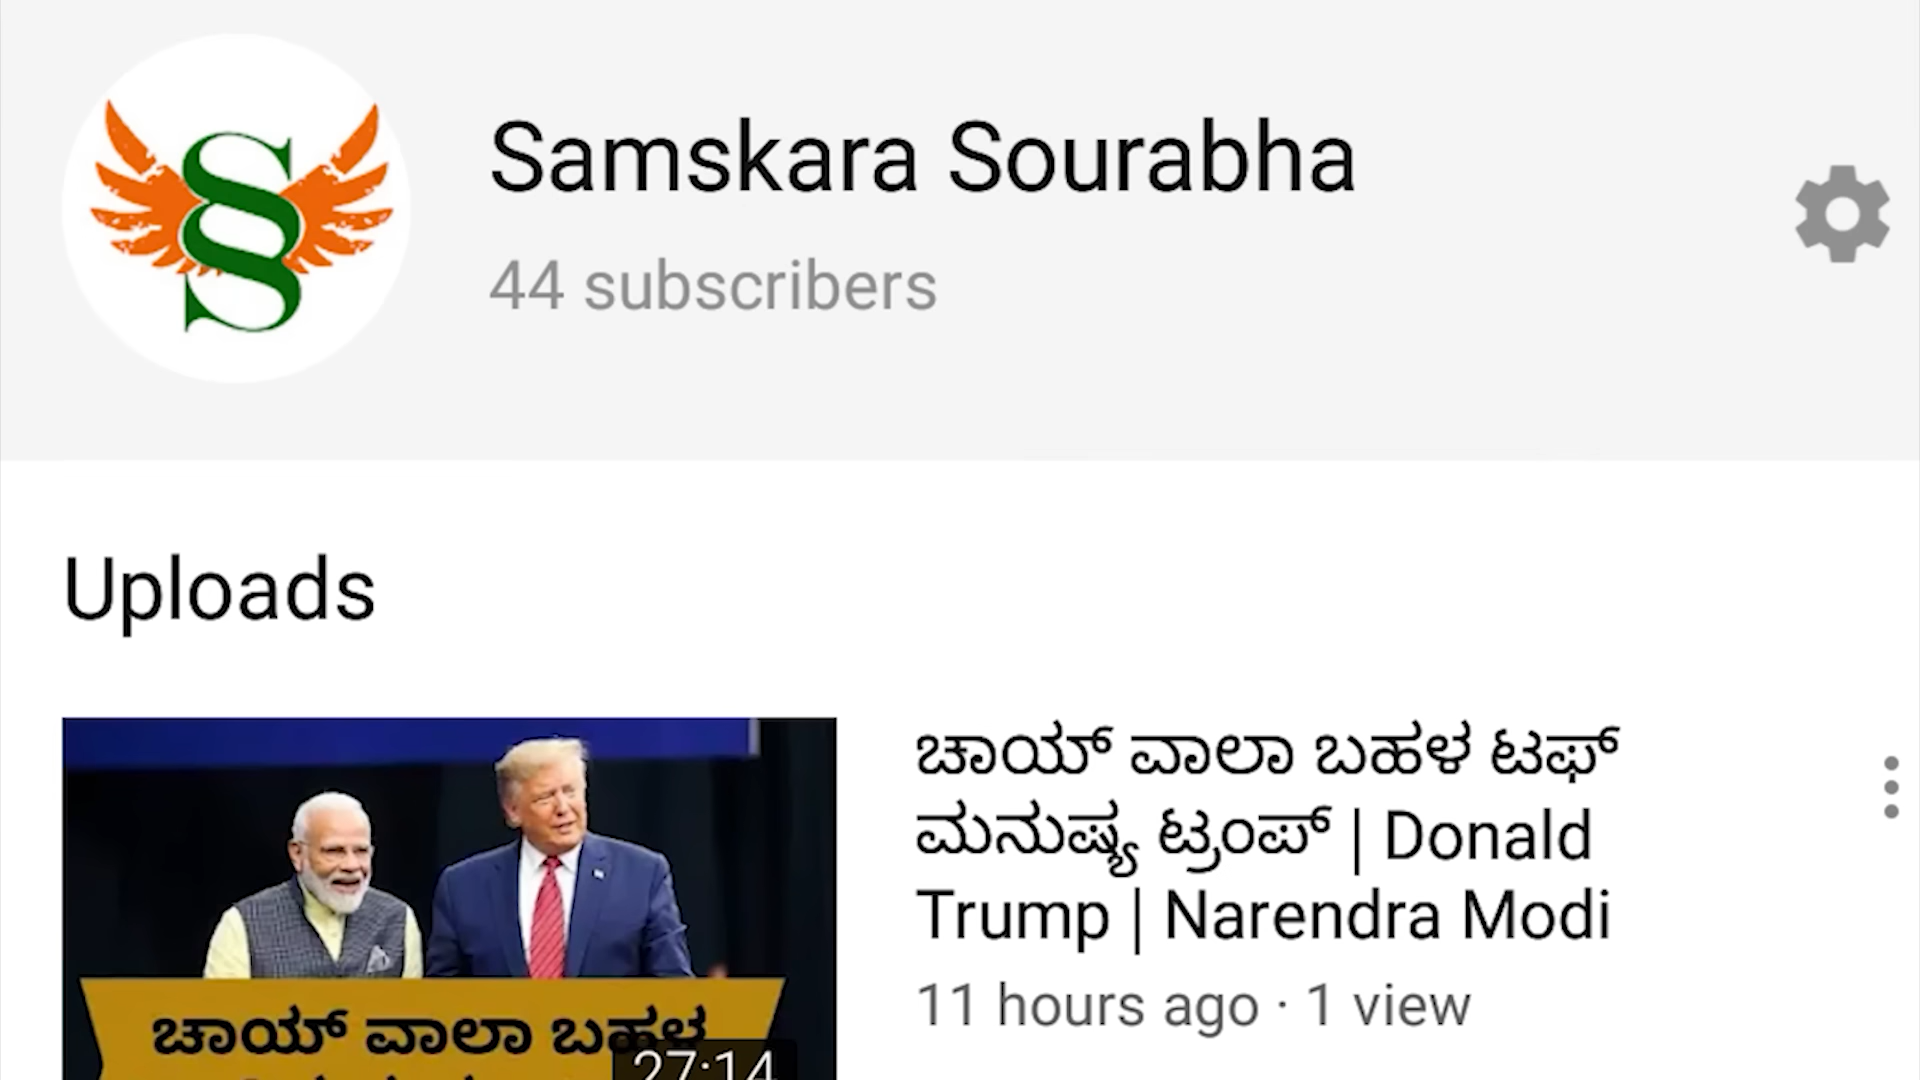 Samskara Sourabha
44 subscribers
Uploads
ಚಾಯ್ ವಾಲಾ ಬಹಳ ಟಫ್
ಮನುಷ್ಯ ಟ್ರಂಪ್ | Donald
Trump | Narendra Modi
11 hours ago · 1 view
ಚಾಯ್ ವಾಲಾ ಬಹಳ
27:14